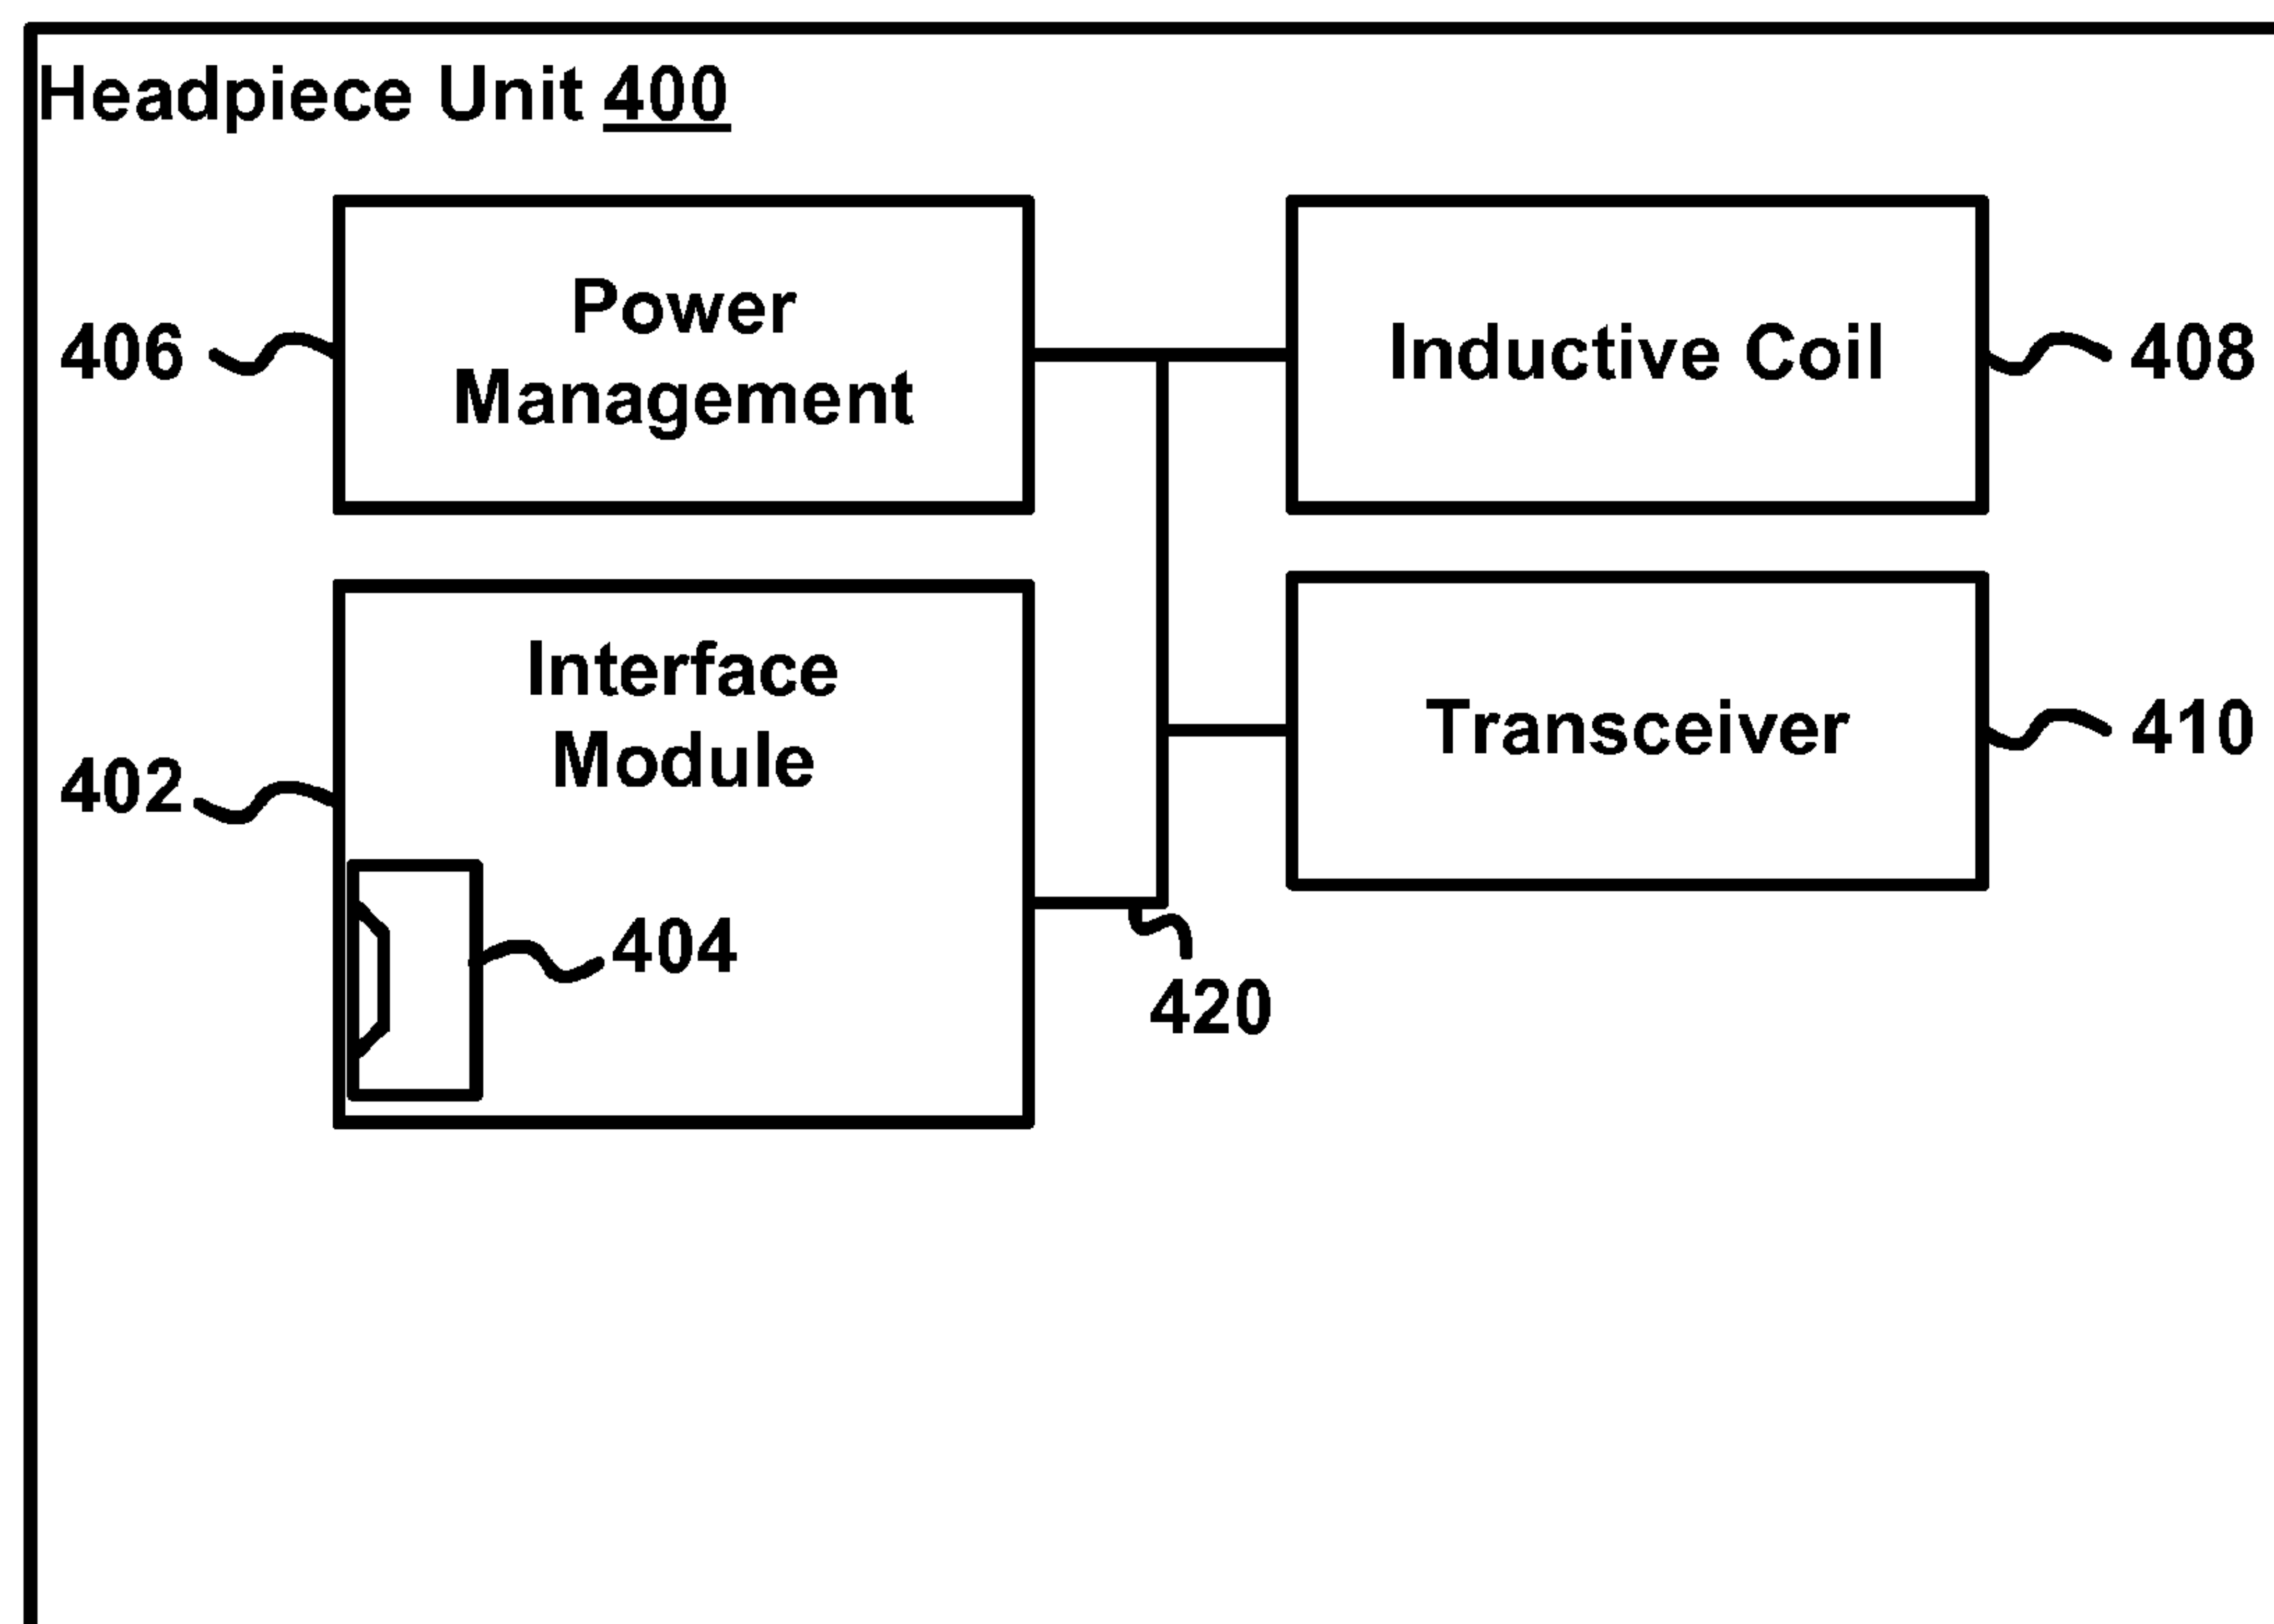 Headpiece Unit 400
Power
Management
406
Inductive Coil
408
Interface
Module
402
404
Transceiver
410
420